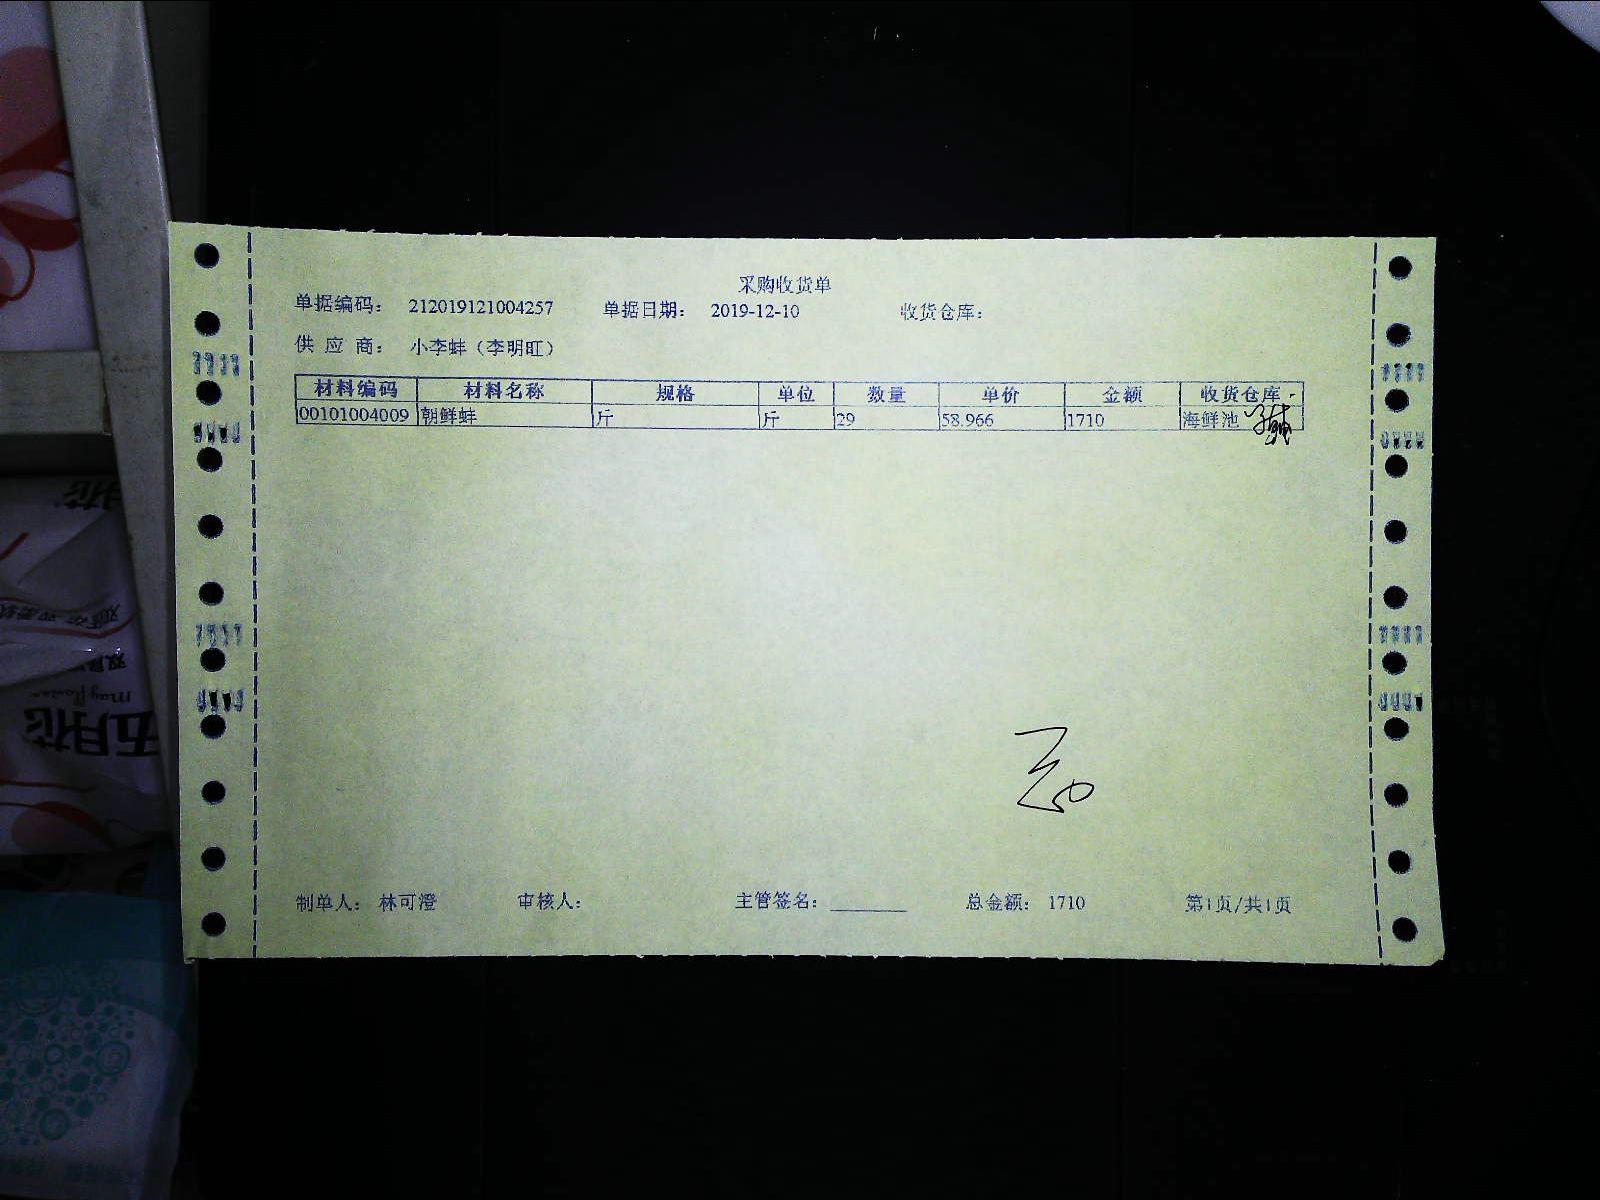 采购收货单
单据编码: 212019121004257 单据日期: 2019-12-10 收货仓库:
供 应 商: 小李蚌（李明旺）
材料编码 材料名称 规格 单位 数量 单价 金额 收货仓库
00101004009 朝鲜蚌 斤 斤 29 58.966 1710 海鲜池
制单人: 林可澄 审核人: 主管签名: 总金额: 1710 第1页/共1页
五月花